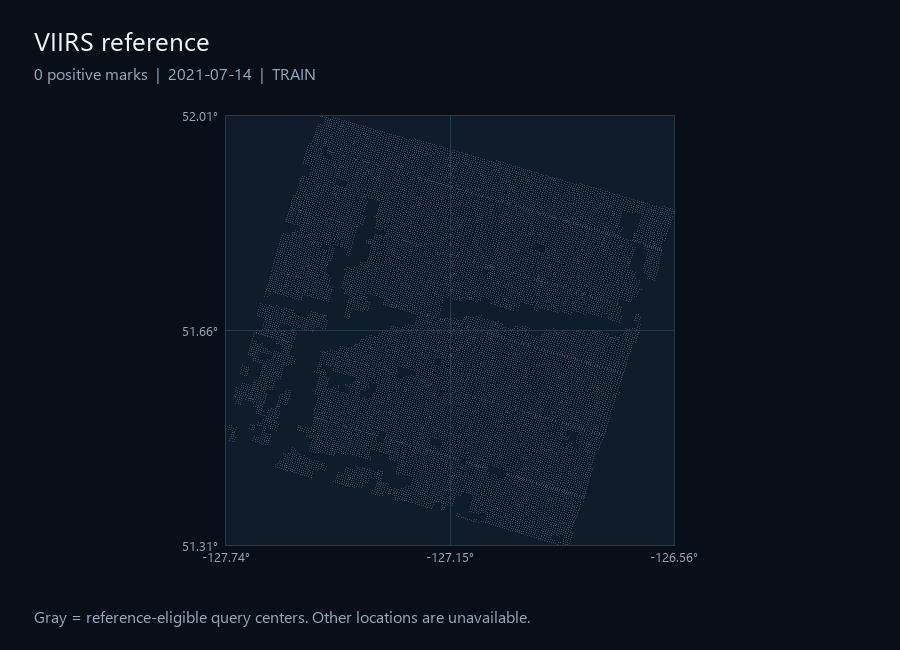 VIIRS reference
0 positive marks | 2021-07-14 | TRAIN
52.01°
51.66°
51.31°
-127.74°
-127.15°
-126.56°
Gray = reference-eligible query centers. Other locations are unavailable.